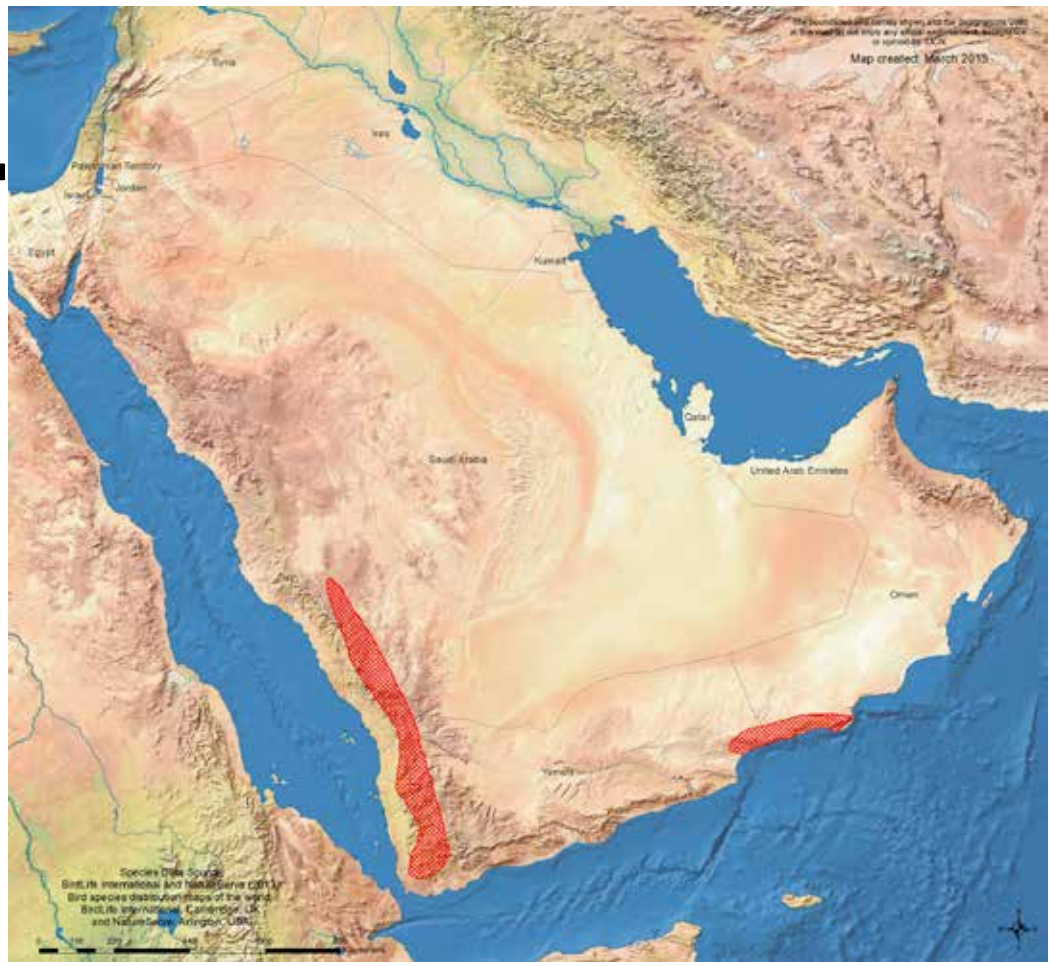 Map created: March 2015
Syria
Iraq
Palestinian Territory
Jordan
Israel
Egypt
Kuwait
Qatar
Saudi Arabia
United Arab Emirates
Oman
Yemen
Species Data Source:
BirdLife International and NatureServe (2013)
Bird species distribution maps of the world.
BirdLife International, Cambridge, UK
and NatureServe, Arlington, USA